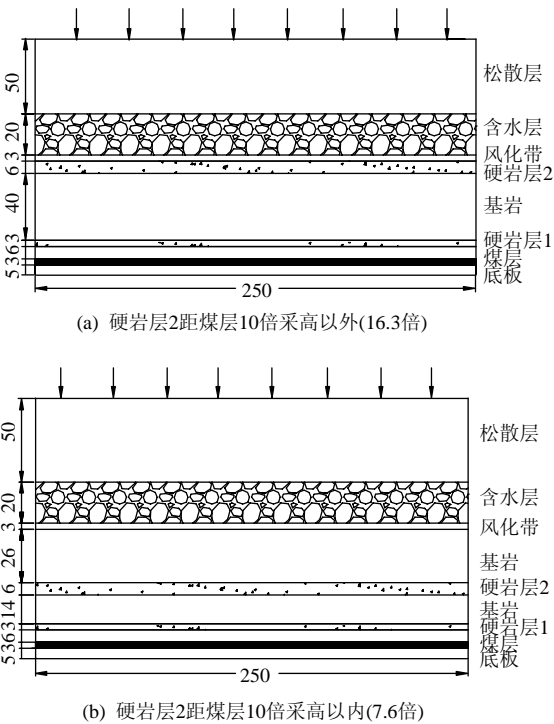 50
松散层
20
含水层
3
风化带
6
硬岩层2
40
基岩
3
硬岩层1
6
3
煤层
5
底板
250
(a) 硬岩层2距煤层10倍采高以外(16.3倍)
50
松散层
20
含水层
3
风化带
26
基岩
6
硬岩层2
14
基岩
3
硬岩层1
6
3
煤层
5
底板
250
(b) 硬岩层2距煤层10倍采高以内(7.6倍)